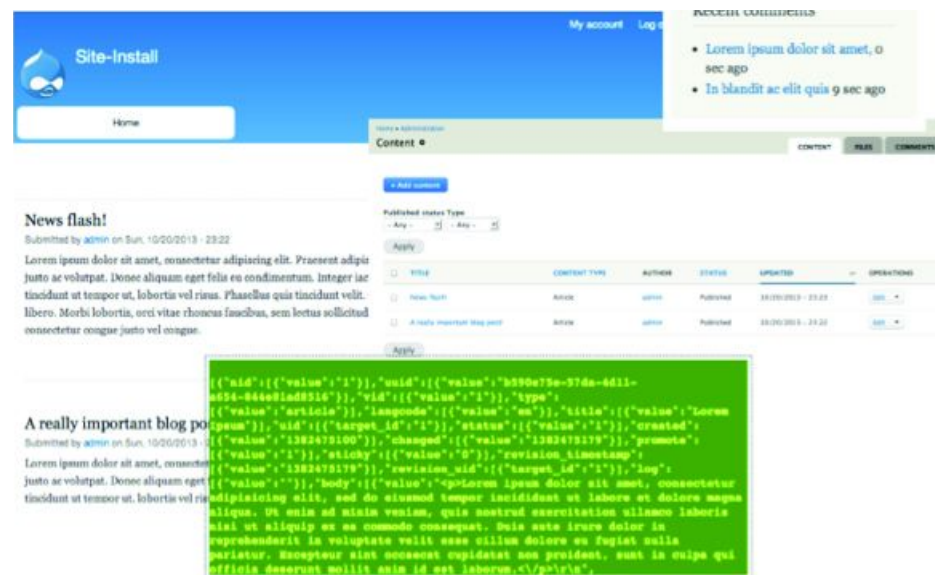 My account Log o
Site-Install
Home
Recent comments
Lorem ipsum dolor sit amet, 0
sec ago
In blandit ac elit quis 9 sec ago
Home » Administration
Content
CONTENT FILES COMMENTS
+ Add content
Published status Type
- Any - - Any -
Apply
TITLE CONTENT TYPE AUTHOR STATUS UPDATED OPERATIONS
News flash! Article admin Published 10/20/2013 - 23:23 Edit
A really important blog post Article admin Published 10/20/2013 - 23:22 Edit
Apply
News flash!
Submitted by admin on Sun, 10/20/2013 - 23:22
Lorem ipsum dolor sit amet, consectetur adipiscing elit. Praesent adipis
justo ac volutpat. Donec aliquam eget felis eu condimentum. Integer iac
tincidunt ut tempor ut, lobortis vel risus. Phasellus quis tincidunt velit.
libero. Morbi lobortis, orci vitae rhoncus faucibus, sem lectus sollicitud
consectetur congue justo vel congue.
A really important blog po
Submitted by admin on Sun, 10/20/2013 -
Lorem ipsum dolor sit amet, consectet
justo ac volutpat. Donec aliquam eget
tincidunt ut tempor ut, lobortis vel ris
[{"nid":[{"value":"1"}],"uuid":[{"value":"b590e75e-57da-4d11-
a654-844e81ad8516"}],"vid":[{"value":"1"}],"type":
[{"value":"article"}],"langcode":[{"value":"en"}],"title":[{"value":"Lorem
ipsum"}],"uid":[{"target_id":"1"}],"status":[{"value":"1"}],"created":
[{"value":"1382475100"}],"changed":[{"value":"1382475179"}],"promote":
[{"value":"1"}],"sticky":[{"value":"0"}],"revision_timestamp":
[{"value":"1382475179"}],"revision_uid":[{"target_id":"1"}],"log":
[{"value":""}],"body":[{"value":"<p>Lorem ipsum dolor sit amet, consectetur
adipisicing elit, sed do eiusmod tempor incididunt ut labore et dolore magna
aliqua. Ut enim ad minim veniam, quis nostrud exercitation ullamco laboris
nisi ut aliquip ex ea commodo consequat. Duis aute irure dolor in
reprehenderit in voluptate velit esse cillum dolore eu fugiat nulla
pariatur. Excepteur sint occaecat cupidatat non proident, sunt in culpa qui
officia deserunt mollit anim id est laborum.<\/p>\r\n",